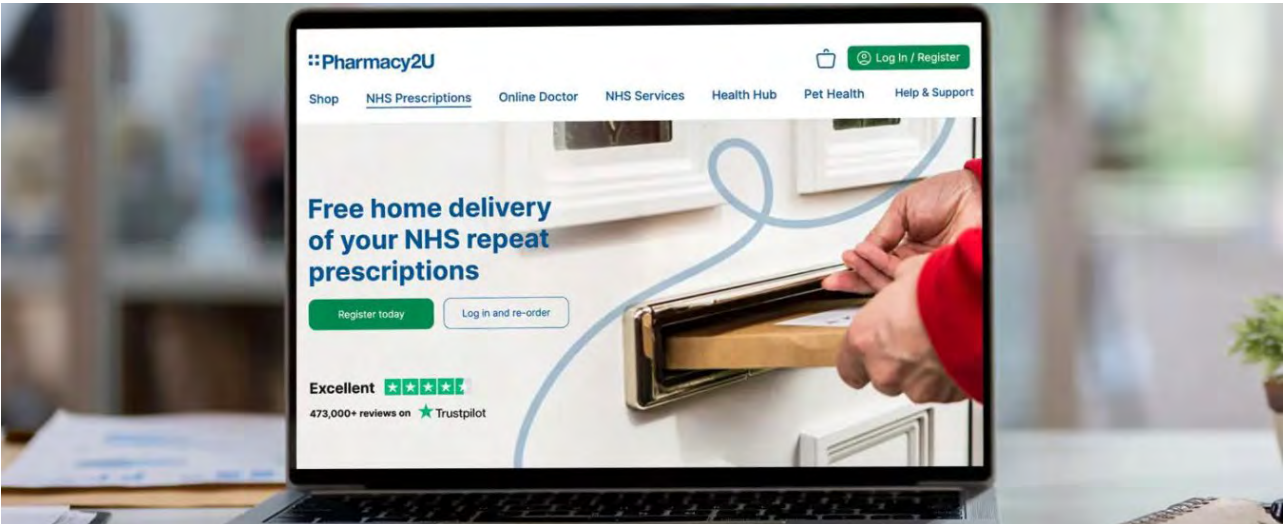 Pharmacy2U
Log In / Register
Shop NHS Prescriptions Online Doctor NHS Services Health Hub Pet Health Help & Support
Free home delivery
of your NHS repeat
prescriptions
Register today Log in and re-order
Excellent
473,000+ reviews on Trustpilot